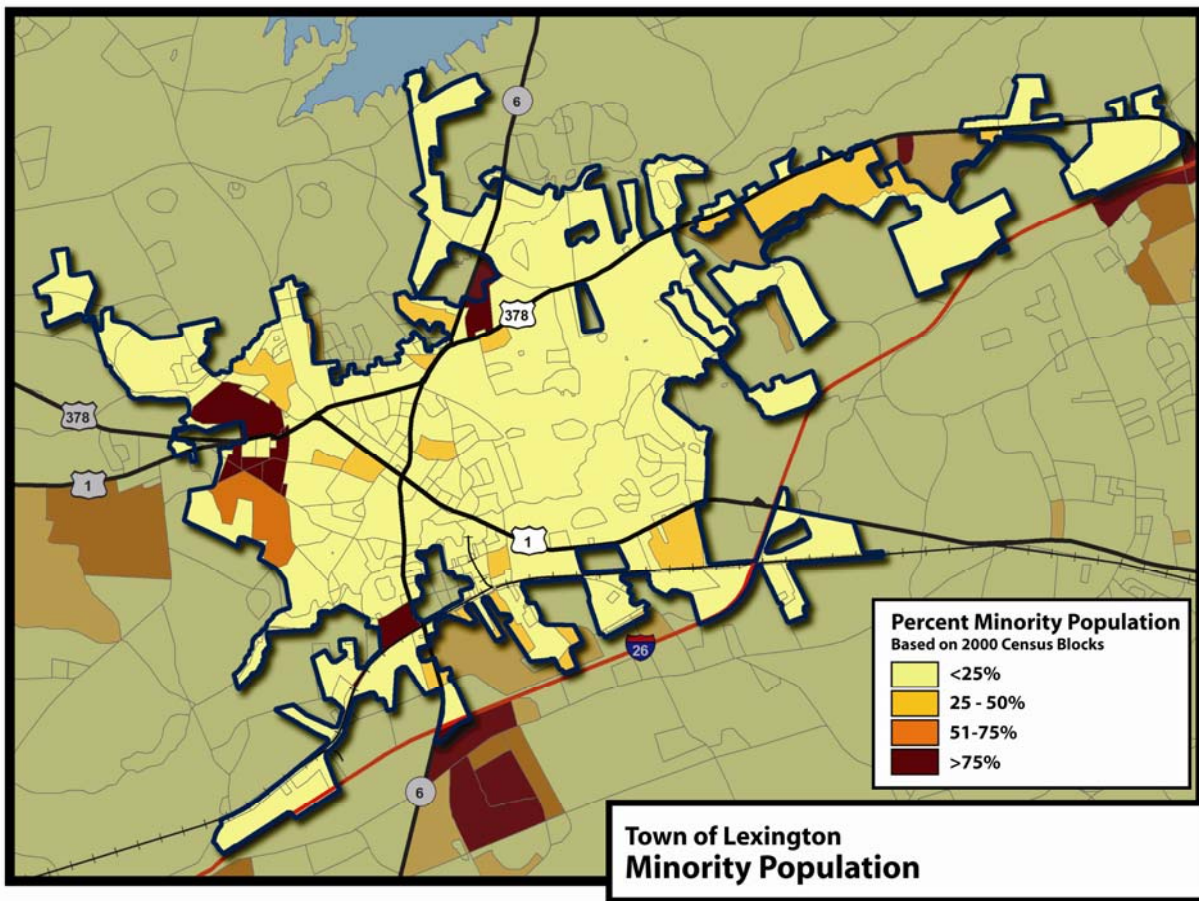 6
378
378
1
1
26
6
Percent Minority Population
Based on 2000 Census Blocks
<25%
25 - 50%
51-75%
>75%
Town of Lexington
Minority Population